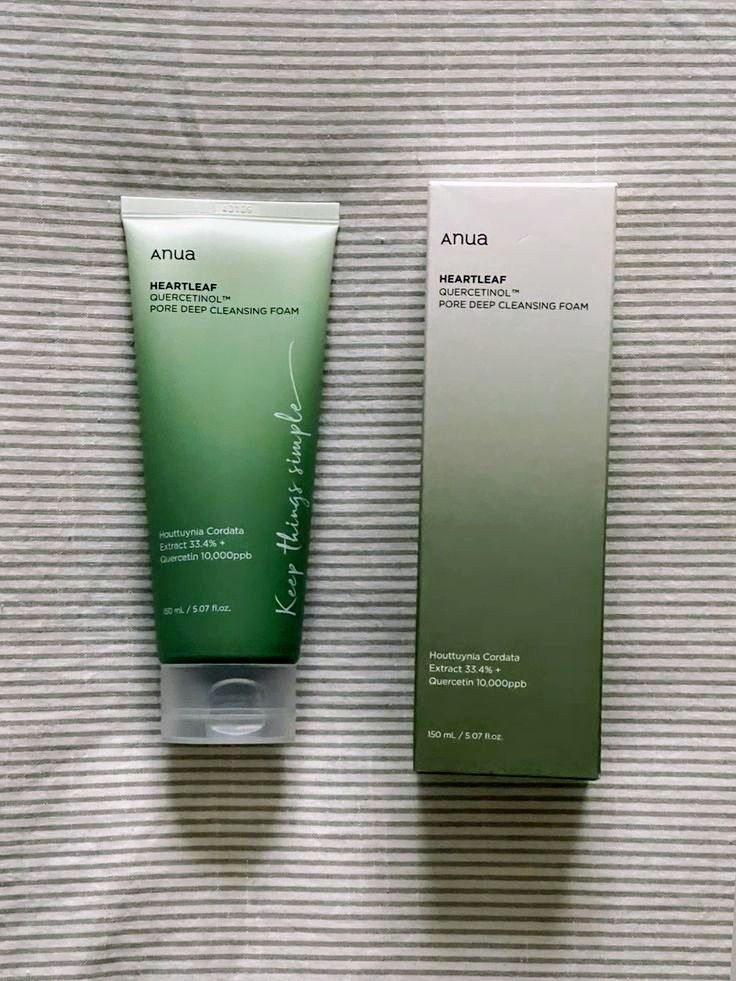 Anua
HEARTLEAF
QUERCETINOL™
PORE DEEP CLEANSING FOAM
Keep things simple
Houttuynia Cordata
Extract 33.4% +
Quercetin 10,000ppb
150 mL / 5.07 fl.oz.
Anua
HEARTLEAF
QUERCETINOL™
PORE DEEP CLEANSING FOAM
Houttuynia Cordata
Extract 33.4% +
Quercetin 10,000ppb
150 mL / 5.07 fl.oz.